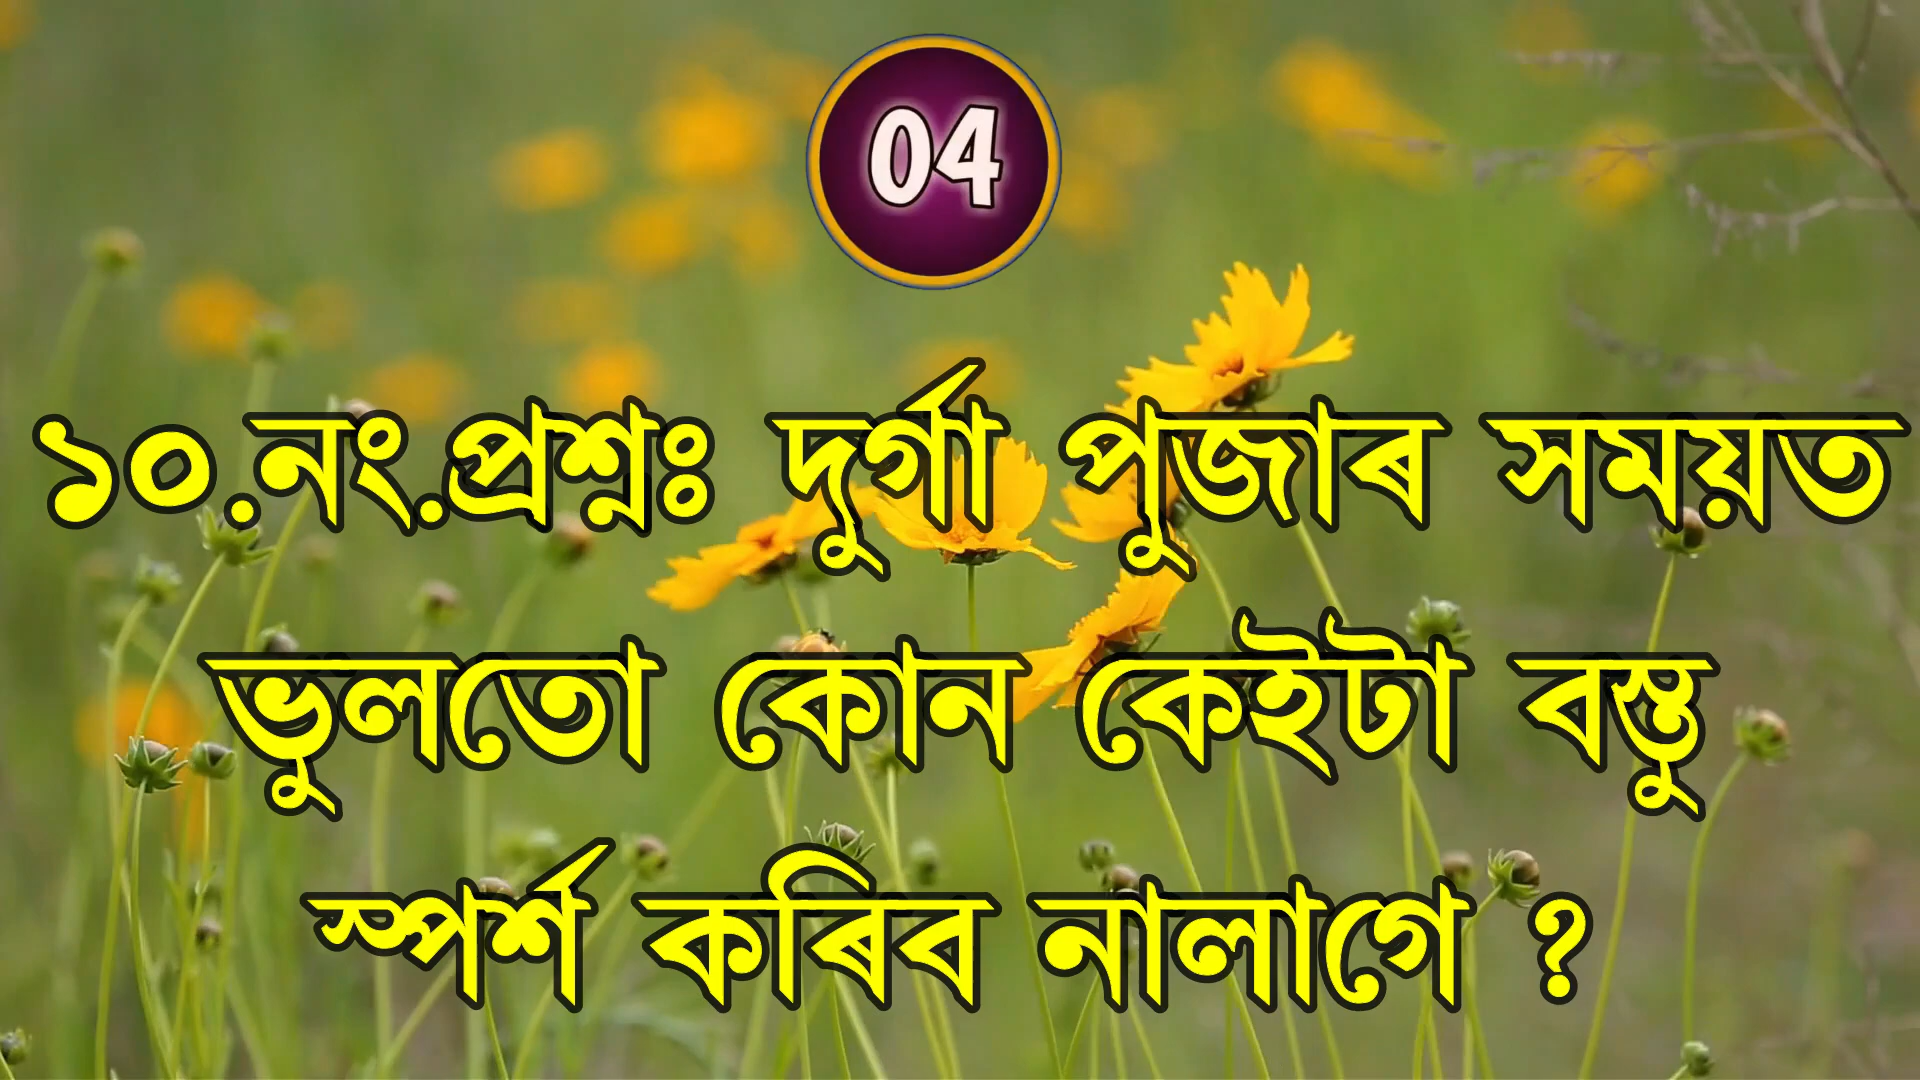 04
১০.নং.প্ৰশ্নঃ দুৰ্গা পুজাৰ সময়ত
ভুলতো কোন কেইটা বস্তু
স্পৰ্শ কৰিব নালাগে ?